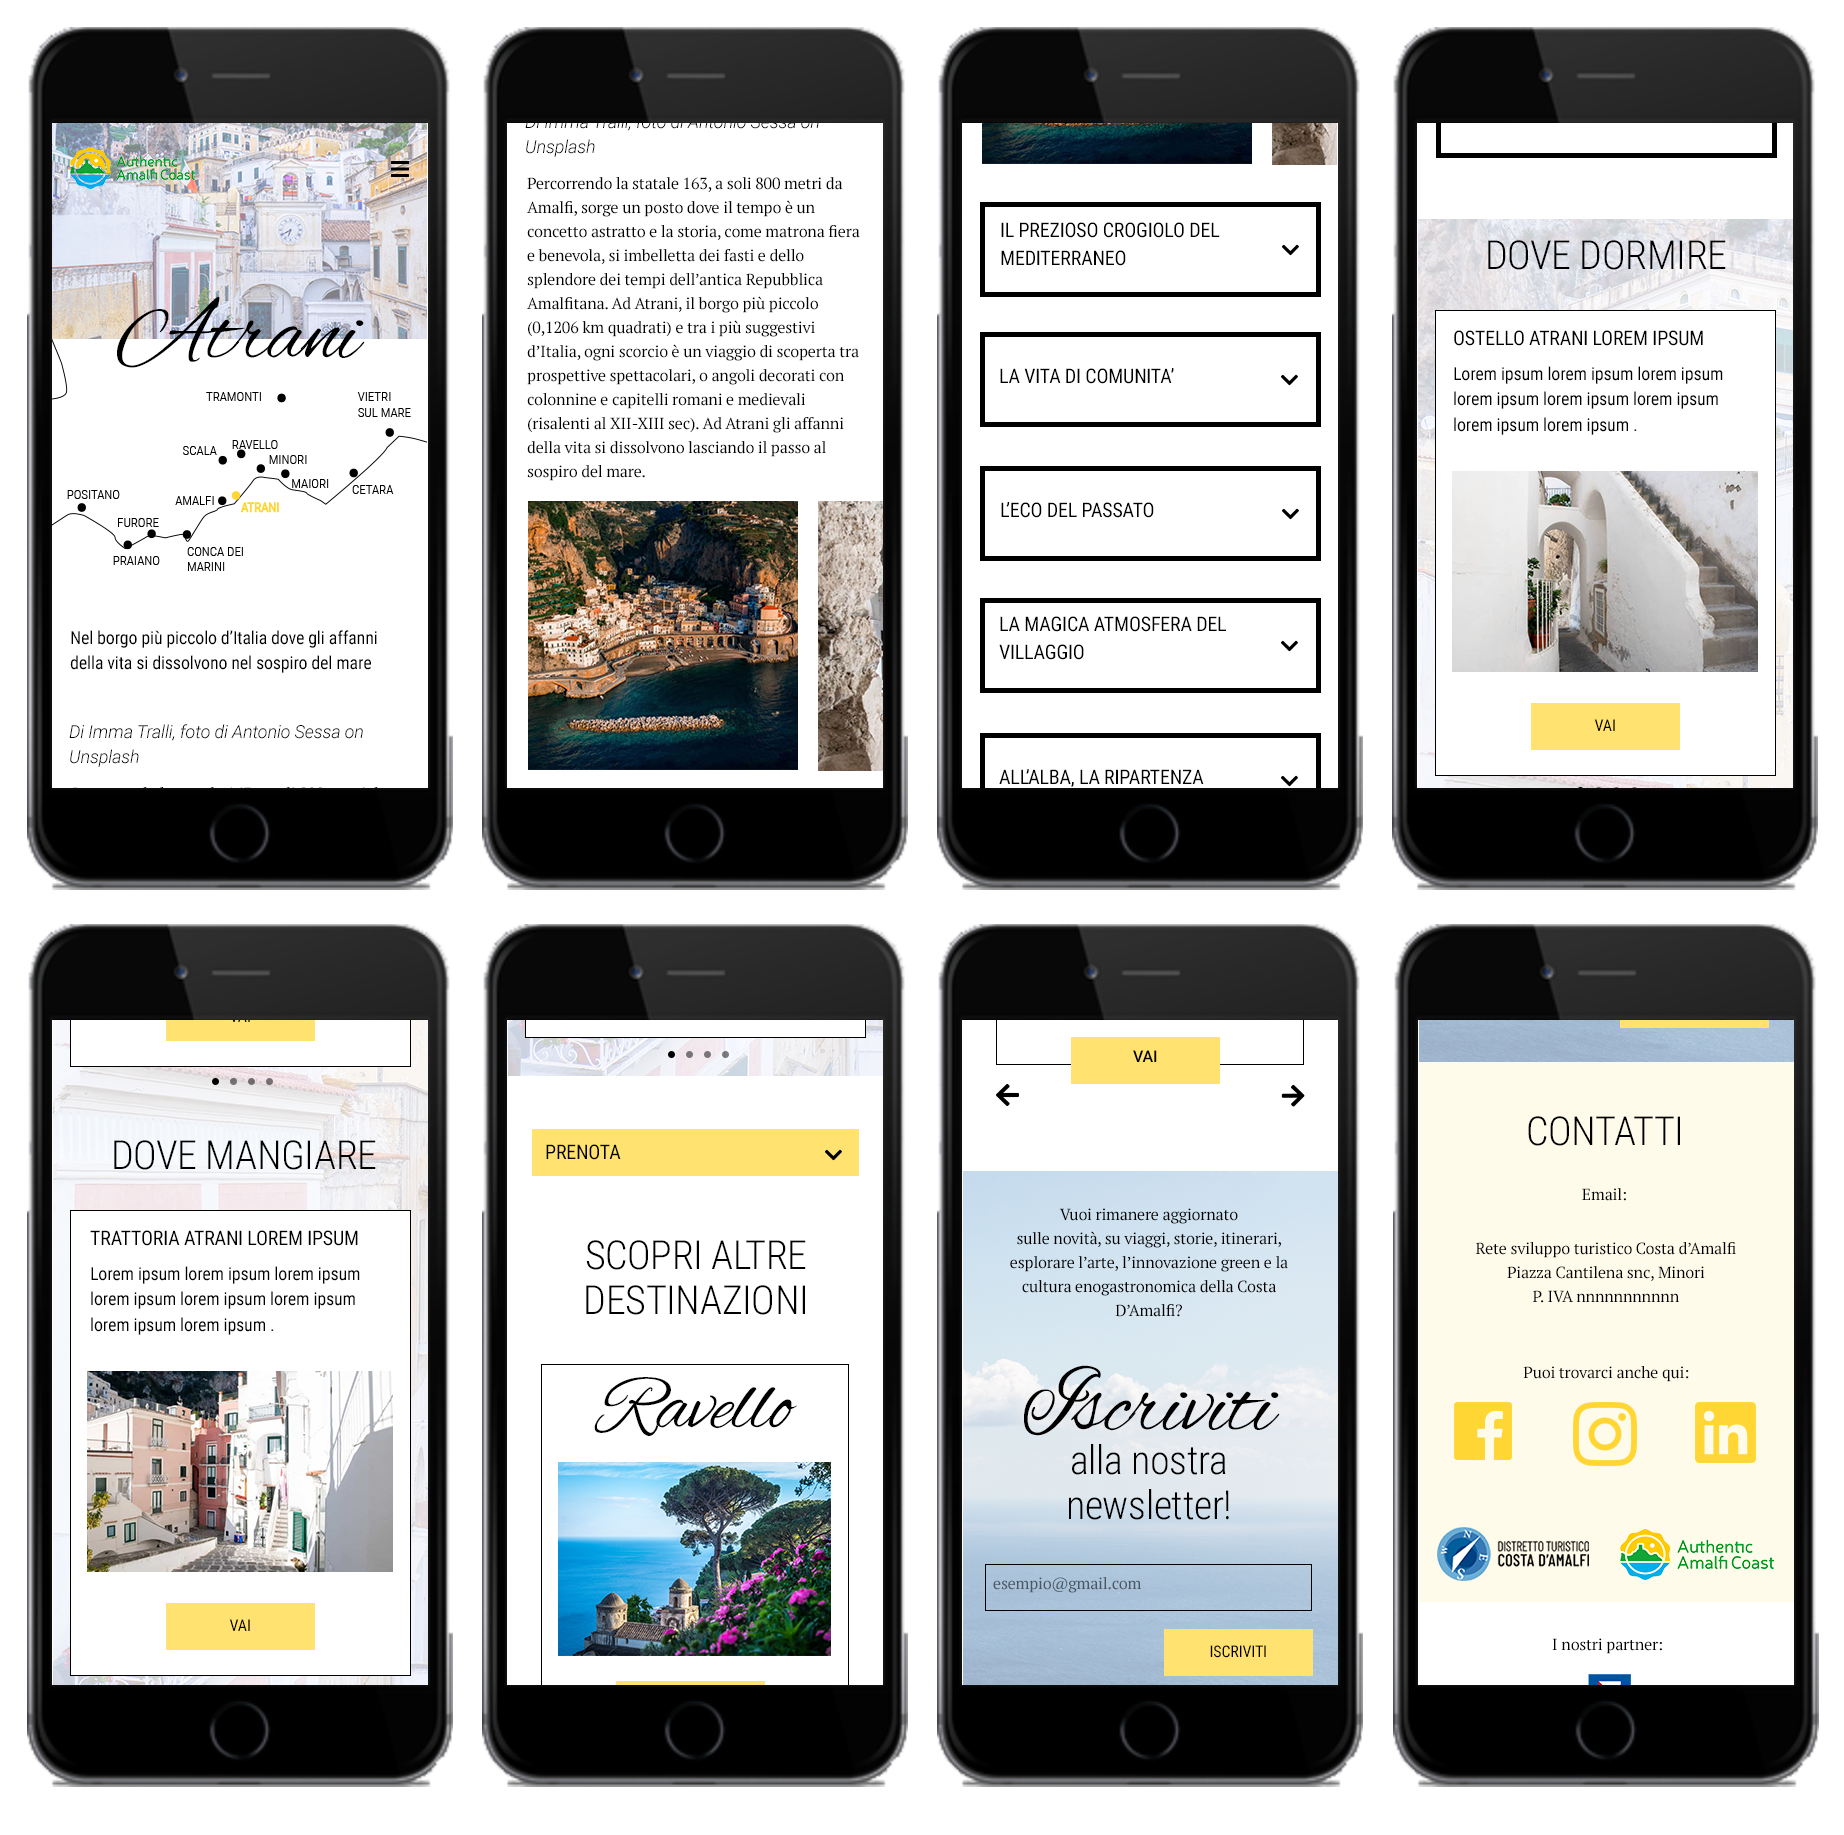 Authentic
Amalfi Coast
Atrani
TRAMONTI
VIETRI
SUL MARE
SCALA
RAVELLO
MINORI
MAIORI
CETARA
POSITANO
AMALFI
ATRANI
FURORE
PRAIANO
CONCA DEI
MARINI
Nel borgo più piccolo d'Italia dove gli affanni
della vita si dissolvono nel sospiro del mare
Di Imma Tralli, foto di Antonio Sessa on
Unsplash
Di Imma Tralli, foto di Antonio Sessa on
Unsplash
Percorrendo la statale 163, a soli 800 metri da
Amalfi, sorge un posto dove il tempo è un
concetto astratto e la storia, come matrona fiera
e benevola, si imbelletta dei fasti e dello
splendore dei tempi dell'antica Repubblica
Amalfitana. Ad Atrani, il borgo più piccolo
(0,1206 km quadrati) e tra i più suggestivi
d'Italia, ogni scorcio è un viaggio di scoperta tra
prospettive spettacolari, o angoli decorati con
colonnine e capitelli romani e medievali
(risalenti al XII-XIII sec). Ad Atrani gli affanni
della vita si dissolvono lasciando il passo al
sospiro del mare.
IL PREZIOSO CROGIOLO DEL
MEDITERRANEO
LA VITA DI COMUNITA'
L'ECO DEL PASSATO
LA MAGICA ATMOSFERA DEL
VILLAGGIO
ALL'ALBA, LA RIPARTENZA
DOVE DORMIRE
OSTELLO ATRANI LOREM IPSUM
Lorem ipsum lorem ipsum lorem ipsum
lorem ipsum lorem ipsum lorem ipsum
lorem ipsum lorem ipsum .
VAI
VAI
DOVE MANGIARE
TRATTORIA ATRANI LOREM IPSUM
Lorem ipsum lorem ipsum lorem ipsum
lorem ipsum lorem ipsum lorem ipsum
lorem ipsum lorem ipsum .
VAI
PRENOTA
SCOPRI ALTRE
DESTINAZIONI
Ravello
VAI
Vuoi rimanere aggiornato
sulle novità, su viaggi, storie, itinerari,
esplorare l'arte, l'innovazione green e la
cultura enogastronomica della Costa
D'Amalfi?
Iscriviti
alla nostra
newsletter!
esempio@gmail.com
ISCRIVITI
CONTATTI
Email:
Rete sviluppo turistico Costa d'Amalfi
Piazza Cantilena snc, Minori
P. IVA nnnnnnnnnnn
Puoi trovarci anche qui:
f
in
N
W
E
S
DISTRETTO TURISTICO
COSTA D'AMALFI
Authentic
Amalfi Coast
I nostri partner: